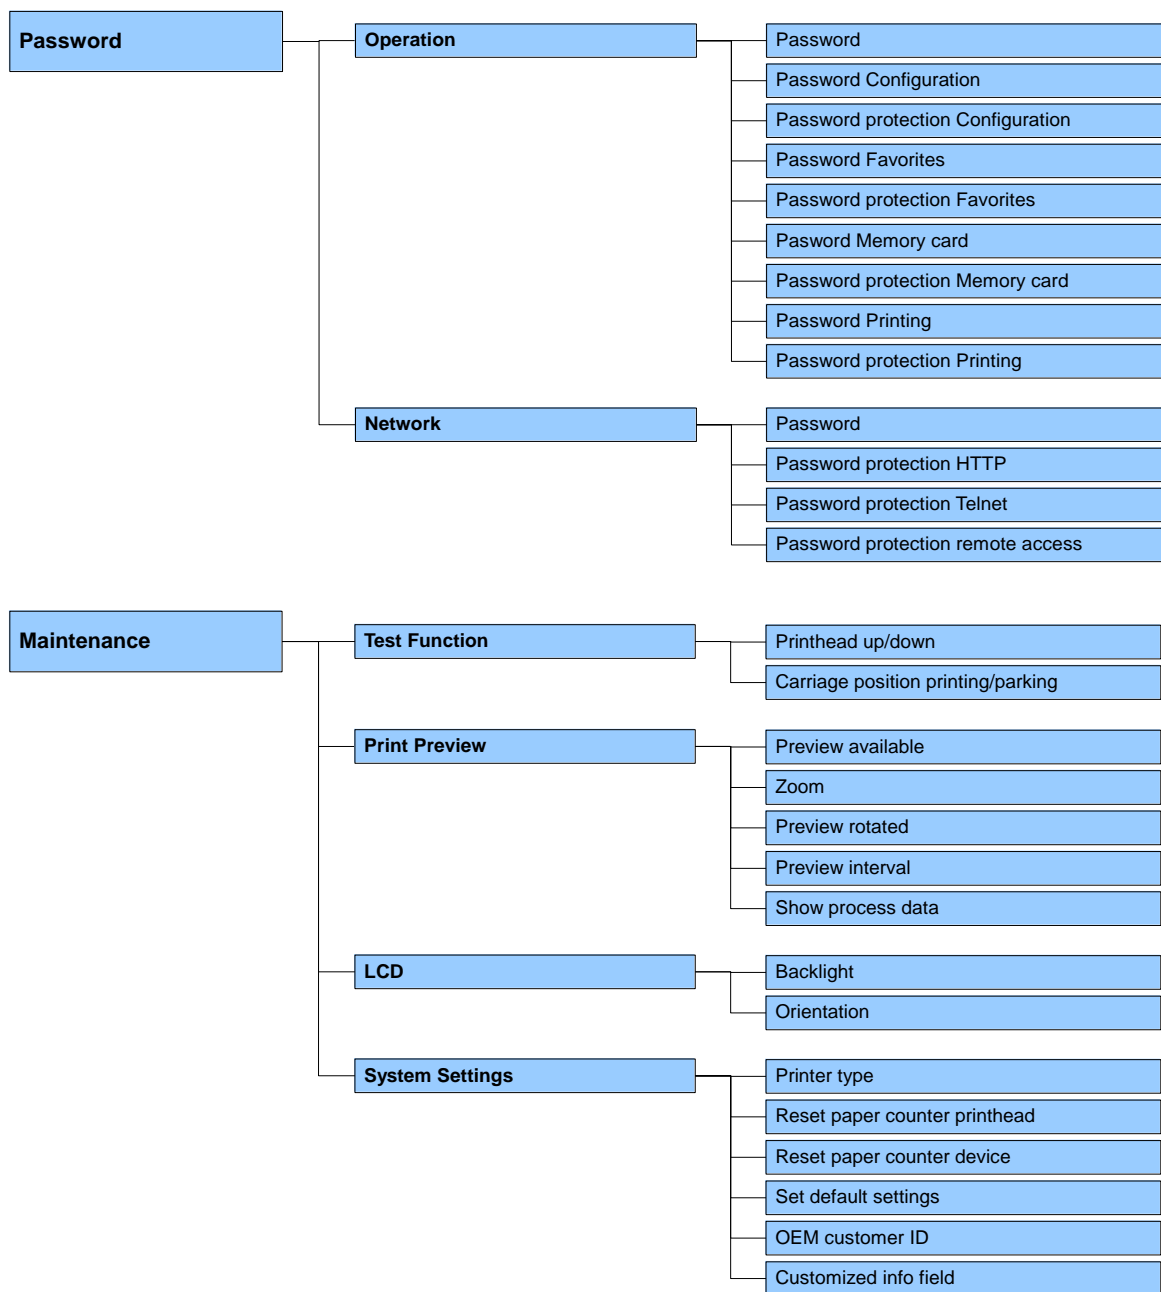 Password
Operation
Password
Password Configuration
Password protection Configuration
Password Favorites
Password protection Favorites
Pasword Memory card
Password protection Memory card
Password Printing
Password protection Printing
Network
Password
Password protection HTTP
Password protection Telnet
Password protection remote access
Maintenance
Test Function
Printhead up/down
Carriage position printing/parking
Print Preview
Preview available
Zoom
Preview rotated
Preview interval
Show process data
LCD
Backlight
Orientation
System Settings
Printer type
Reset paper counter printhead
Reset paper counter device
Set default settings
OEM customer ID
Customized info field